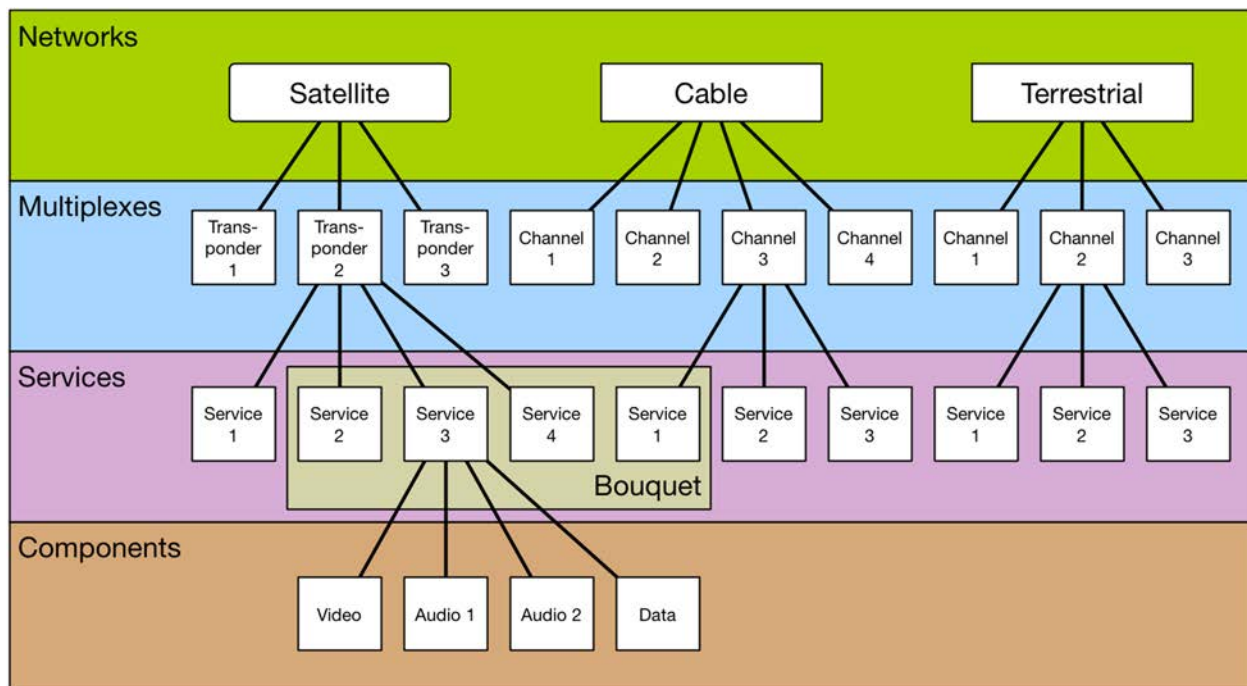 Networks
Satellite
Cable
Terrestrial
Multiplexes
Trans-
ponder
1
Trans-
ponder
2
Trans-
ponder
3
Channel
1
Channel
2
Channel
3
Channel
4
Channel
1
Channel
2
Channel
3
Services
Service
1
Service
2
Service
3
Service
4
Service
1
Service
2
Service
3
Service
1
Service
2
Service
3
Bouquet
Components
Video
Audio 1
Audio 2
Data